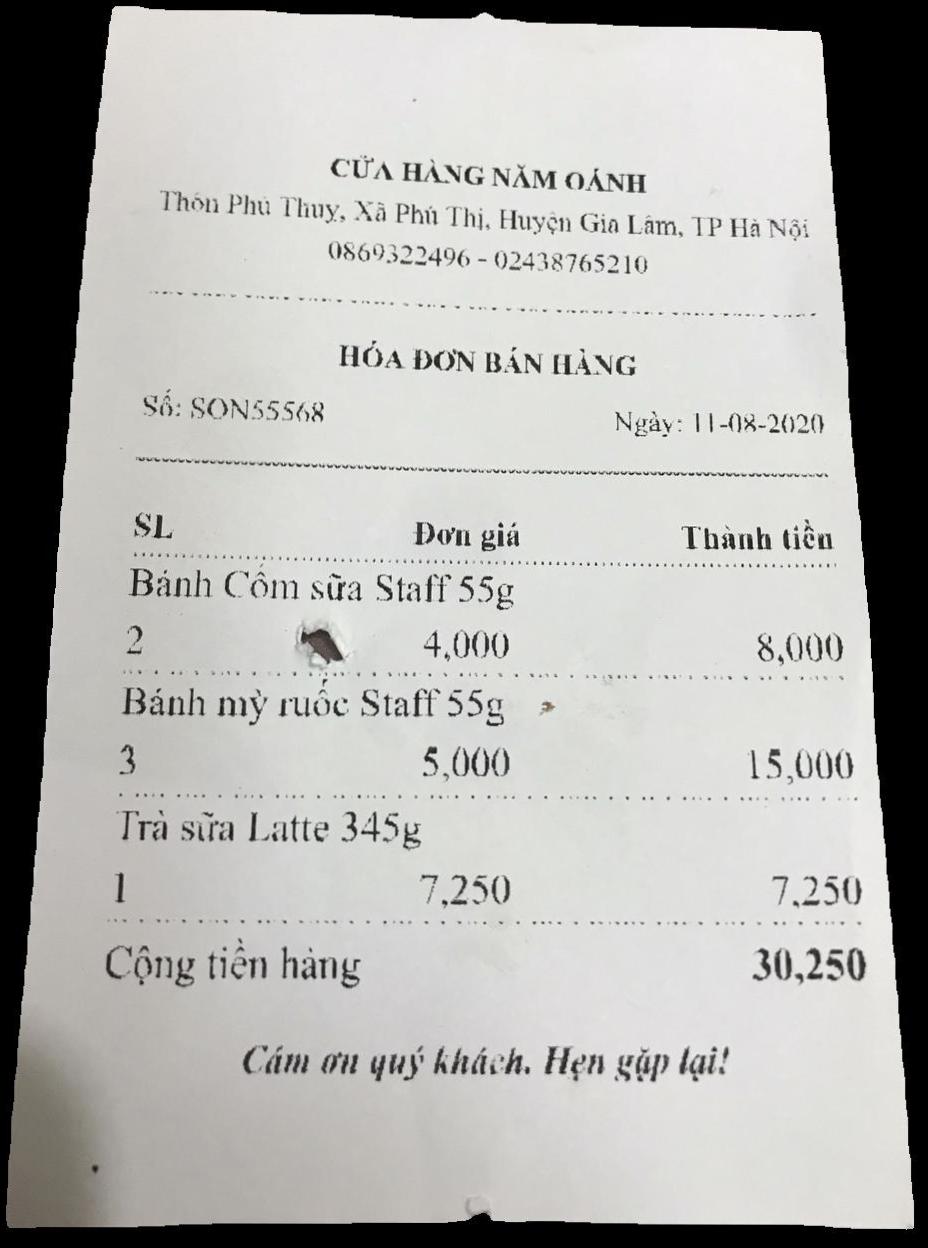 CỬA HÀNG NĂM OÁNH
Thôn Phú Thuỵ, Xã Phú Thị, Huyện Gia Lâm, TP Hà Nội
0869322496 - 02438765210
HÓA ĐƠN BÁN HÀNG
Số: SON55568 Ngày: 11-08-2020
SL Đơn giá Thành tiền
Bánh Cốm sữa Staff 55g
2 4,000 8,000
Bánh mỳ ruốc Staff 55g
3 5,000 15,000
Trà sữa Latte 345g
1 7,250 7,250
Cộng tiền hàng 30,250
Cám ơn quý khách. Hẹn gặp lại!